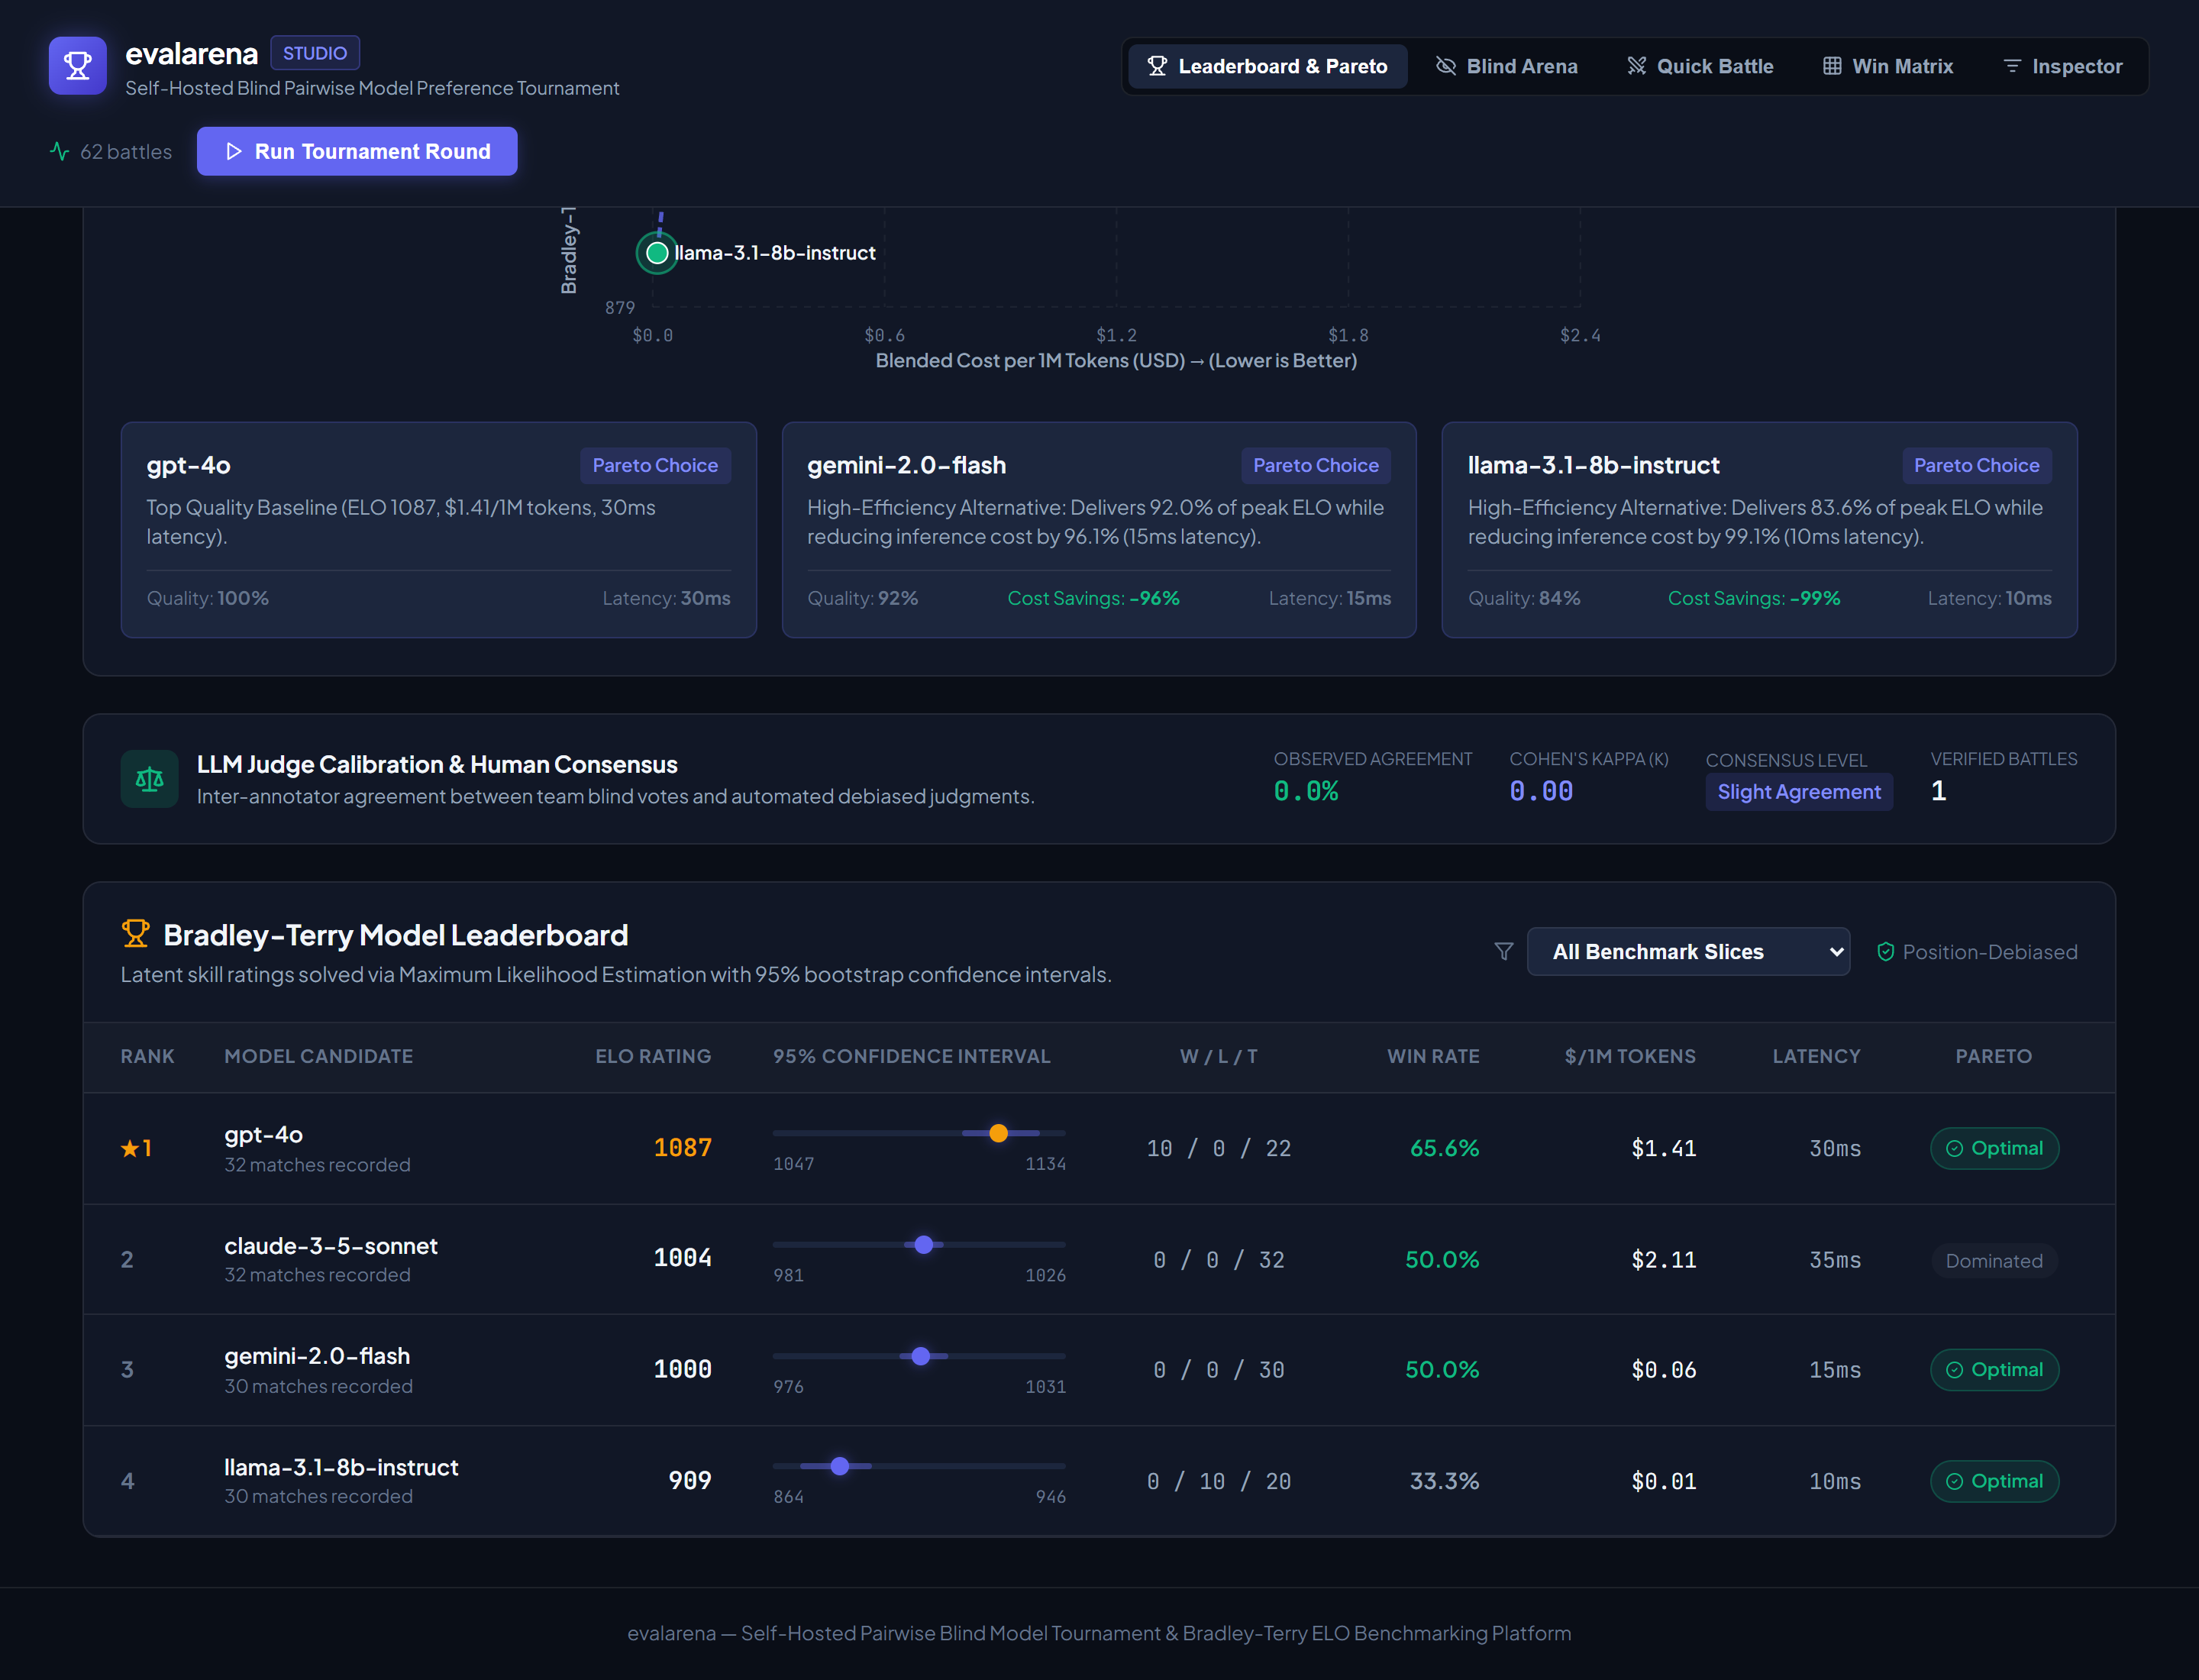 evalarena STUDIO
Self-Hosted Blind Pairwise Model Preference Tournament
Leaderboard & Pareto
Blind Arena
Quick Battle
Win Matrix
Inspector
62 battles
Run Tournament Round
llama-3.1-8b-instruct
879
$0.0 $0.6 $1.2 $1.8 $2.4
Blended Cost per 1M Tokens (USD) → (Lower is Better)
gpt-4o Pareto Choice
Top Quality Baseline (ELO 1087, $1.41/1M tokens, 30ms
latency).
Quality: 100% Latency: 30ms
gemini-2.0-flash Pareto Choice
High-Efficiency Alternative: Delivers 92.0% of peak ELO while
reducing inference cost by 96.1% (15ms latency).
Quality: 92% Cost Savings: -96% Latency: 15ms
llama-3.1-8b-instruct Pareto Choice
High-Efficiency Alternative: Delivers 83.6% of peak ELO while
reducing inference cost by 99.1% (10ms latency).
Quality: 84% Cost Savings: -99% Latency: 10ms
LLM Judge Calibration & Human Consensus
Inter-annotator agreement between team blind votes and automated debiased judgments.
OBSERVED AGREEMENT
0.0%
COHEN'S KAPPA (K)
0.00
CONSENSUS LEVEL
Slight Agreement
VERIFIED BATTLES
1
Bradley-Terry Model Leaderboard
Latent skill ratings solved via Maximum Likelihood Estimation with 95% bootstrap confidence intervals.
All Benchmark Slices
Position-Debiased
RANK MODEL CANDIDATE ELO RATING 95% CONFIDENCE INTERVAL W / L / T WIN RATE $/1M TOKENS LATENCY PARETO
★1 gpt-4o 1087 10 / 0 / 22 65.6% $1.41 30ms Optimal
32 matches recorded 1047 1134
2 claude-3-5-sonnet 1004 0 / 0 / 32 50.0% $2.11 35ms Dominated
32 matches recorded 981 1026
3 gemini-2.0-flash 1000 0 / 0 / 30 50.0% $0.06 15ms Optimal
30 matches recorded 976 1031
4 llama-3.1-8b-instruct 909 0 / 10 / 20 33.3% $0.01 10ms Optimal
30 matches recorded 864 946
evalarena — Self-Hosted Pairwise Blind Model Tournament & Bradley-Terry ELO Benchmarking Platform